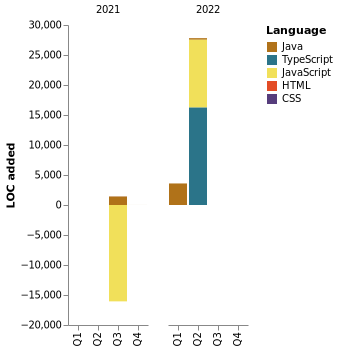 2021 2022
Language
Java
TypeScript
JavaScript
HTML
CSS
LOC added
30,000
25,000
20,000
15,000
10,000
5,000
0
−5,000
−10,000
−15,000
−20,000
Q1 Q2 Q3 Q4 Q1 Q2 Q3 Q4